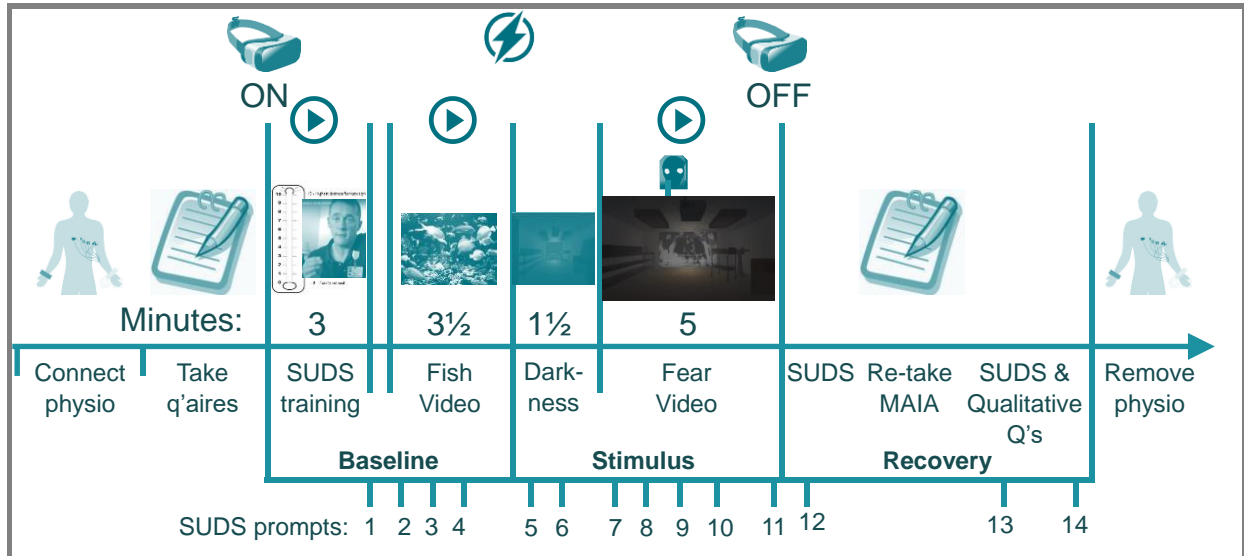 ON
OFF
Minutes: 3 3½ 1½ 5
Connect physio
Take q'aires
SUDS training
Fish Video
Dark-ness
Fear Video
SUDS
Re-take MAIA
SUDS & Qualitative Q's
Remove physio
Baseline
Stimulus
Recovery
SUDS prompts: 1 2 3 4 5 6 7 8 9 10 11 12 13 14